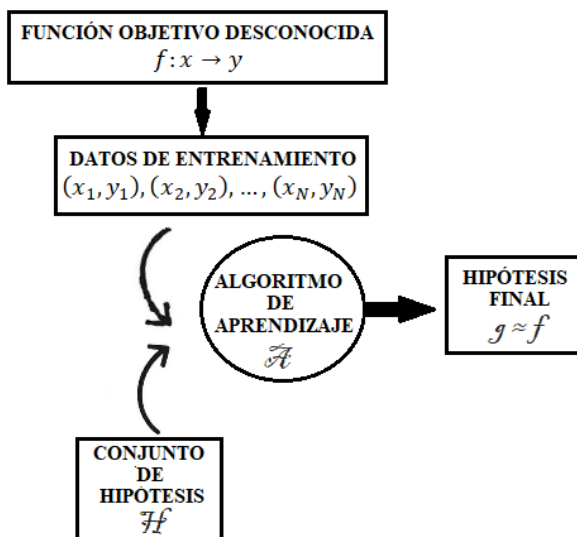 FUNCIÓN OBJETIVO DESCONOCIDA
f: x → y
DATOS DE ENTRENAMIENTO
(x₁, y₁), (x₂, y₂), ..., (x_N, y_N)
ALGORITMO
DE
APRENDIZAJE
𝒜
HIPÓTESIS
FINAL
g ≈ f
CONJUNTO
DE
HIPÓTESIS
ℋ